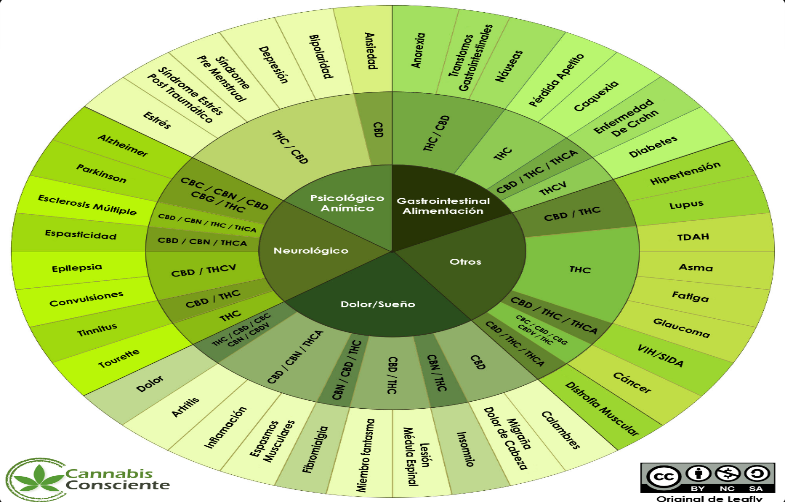 Psicológico
Anímico
Gastrointestinal
Alimentación
Otros
Dolor/Sueño
Neurológico
THC / CBD
CBD
THC / CBD
THC
CBD / THC / THCA
THCV
CBD / THC
THC
CBD / THC / THCA
CBC / CBD / CBG
CBDV / THC
CBD / THC / THCA
CBD
CBN / THC
CBD / THC
CBN / CBD / THC
CBD / CBN / THCA
THC / CBD / CBC
CBN / CBDV
THC
CBD / THC
CBD / THCV
CBD / CBN / THCA
CBD / CBN / THC / THCA
CBC / CBN / CBD
CBG / THC
Estrés
Síndrome Estrés
Post Traumático
Síndrome
Pre Menstrual
Depresión
Bipolaridad
Ansiedad
Anorexia
Transtornos
Gastrointestinales
Náuseas
Pérdida Apetito
Caquexia
Enfermedad
De Crohn
Diabetes
Hipertensión
Lupus
TDAH
Asma
Fatiga
Glaucoma
VIH/SIDA
Cáncer
Distrofia Muscular
Calambres
Migraña
Dolor de Cabeza
Insomnio
Lesión
Médula Espinal
Miembro fantasma
Fibromialgia
Espasmos
Musculares
Inflamación
Artritis
Dolor
Tourette
Tinnitus
Convulsiones
Epilepsia
Espasticidad
Esclerosis Múltiple
Parkinson
Alzheimer
Cannabis
Consciente
cc
BY NC SA
Original de Leafly